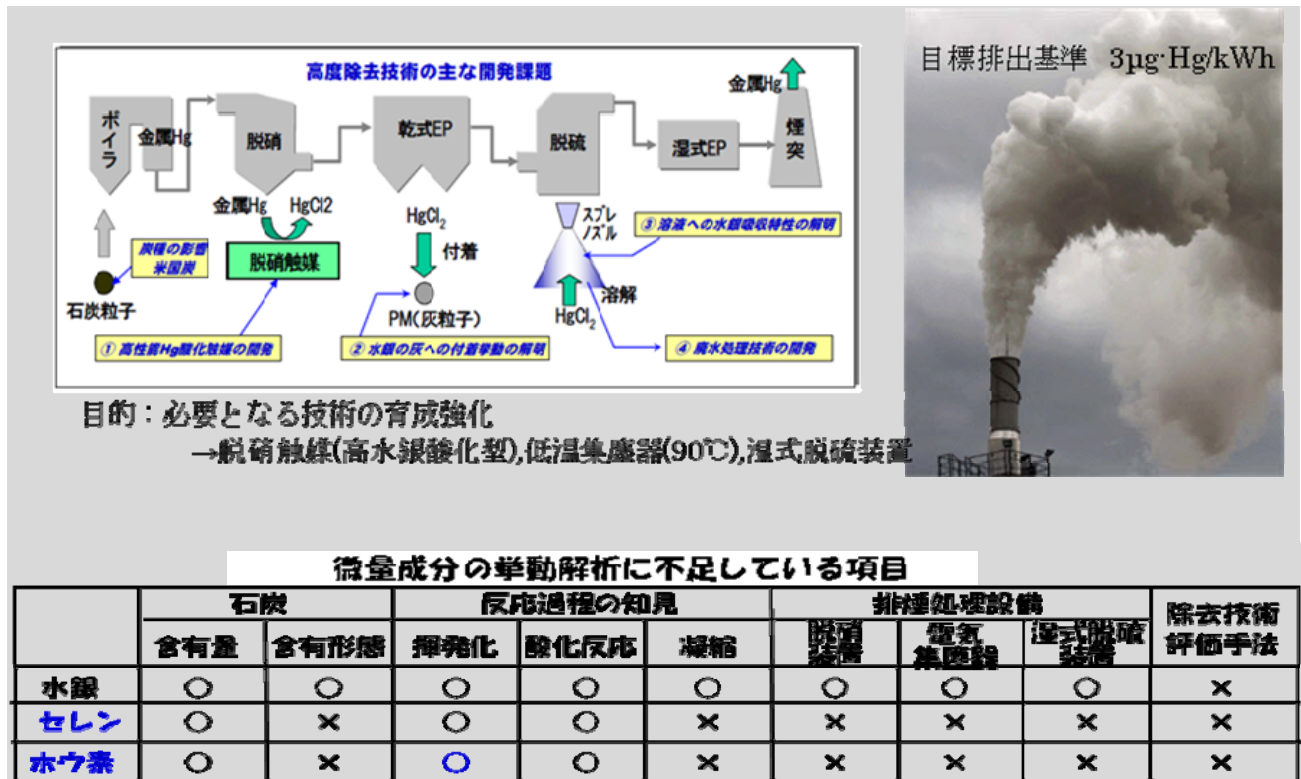 高度除去技術の主な開発課題
目標排出基準 3μg·Hg/kWh
ボイラ
金属Hg
脱硝
乾式EP
脱硫
湿式EP
煙突
金属Hg
金属Hg
HgCl2
脱硝触媒
炭種の影響
米国炭
石炭粒子
① 高性能Hg酸化触媒の開発
HgCl2
付着
PM(灰粒子)
② 水銀の灰への付着挙動の解明
スプレ
ノズル
③ 溶液への水銀吸収特性の解明
溶解
HgCl2
④ 廃水処理技術の開発
目的：必要となる技術の育成強化
→脱硝触媒(高水銀酸化型),低温集塵器(90℃),湿式脱硫装置
微量成分の挙動解析に不足している項目
石炭 反応過程の知見 排煙処理設備 除去技術評価手法
含有量 含有形態 揮発化 酸化反応 凝縮 脱硝装置 電気集塵器 湿式脱硫装置
水銀 ○ ○ ○ ○ ○ ○ ○ ○ ×
セレン ○ × ○ ○ × × × × ×
ホウ素 ○ × ○ ○ × × × × ×